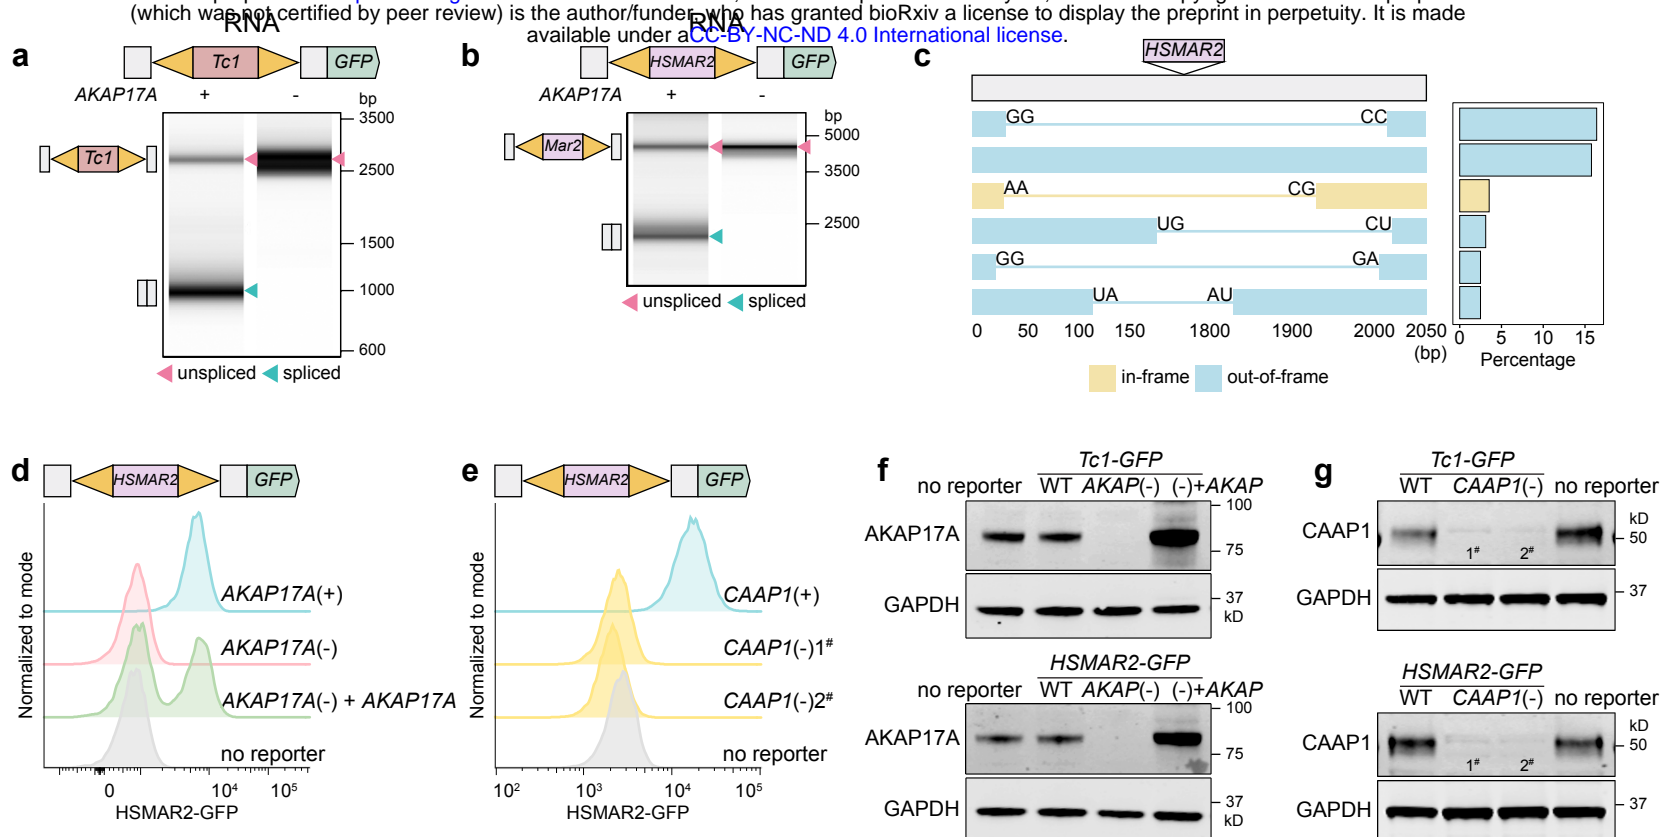 (which was not certified by peer review) is the author/funder, who has granted bioRxiv a license to display the preprint in perpetuity. It is made
available under aCC-BY-NC-ND 4.0 International license.
RNA
RNA
a
Tc1
GFP
AKAP17A + -
bp
3500
2500
1500
1000
600
Tc1
unspliced spliced
b
HSMAR2
GFP
AKAP17A + -
bp
5000
3500
2500
Mar2
unspliced spliced
c
HSMAR2
GG CC
AA CG
UG CU
GG GA
UA AU
0 50 100 150 1800 1900 2000 2050
(bp)
0 5 10 15
Percentage
in-frame out-of-frame
d
HSMAR2
GFP
Normalized to mode
AKAP17A(+)
AKAP17A(-)
AKAP17A(-) + AKAP17A
no reporter
0 10⁴ 10⁵
HSMAR2-GFP
e
HSMAR2
GFP
Normalized to mode
CAAP1(+)
CAAP1(-)1#
CAAP1(-)2#
no reporter
10² 10³ 10⁴ 10⁵
HSMAR2-GFP
f
Tc1-GFP
no reporter WT AKAP(-) (-)+AKAP
AKAP17A
100
75
GAPDH
37
kD
HSMAR2-GFP
no reporter WT AKAP(-) (-)+AKAP
AKAP17A
100
75
GAPDH
37
kD
g
Tc1-GFP
WT CAAP1(-) no reporter
CAAP1
1# 2#
kD
50
GAPDH
37
HSMAR2-GFP
WT CAAP1(-) no reporter
CAAP1
1# 2#
kD
50
GAPDH
37